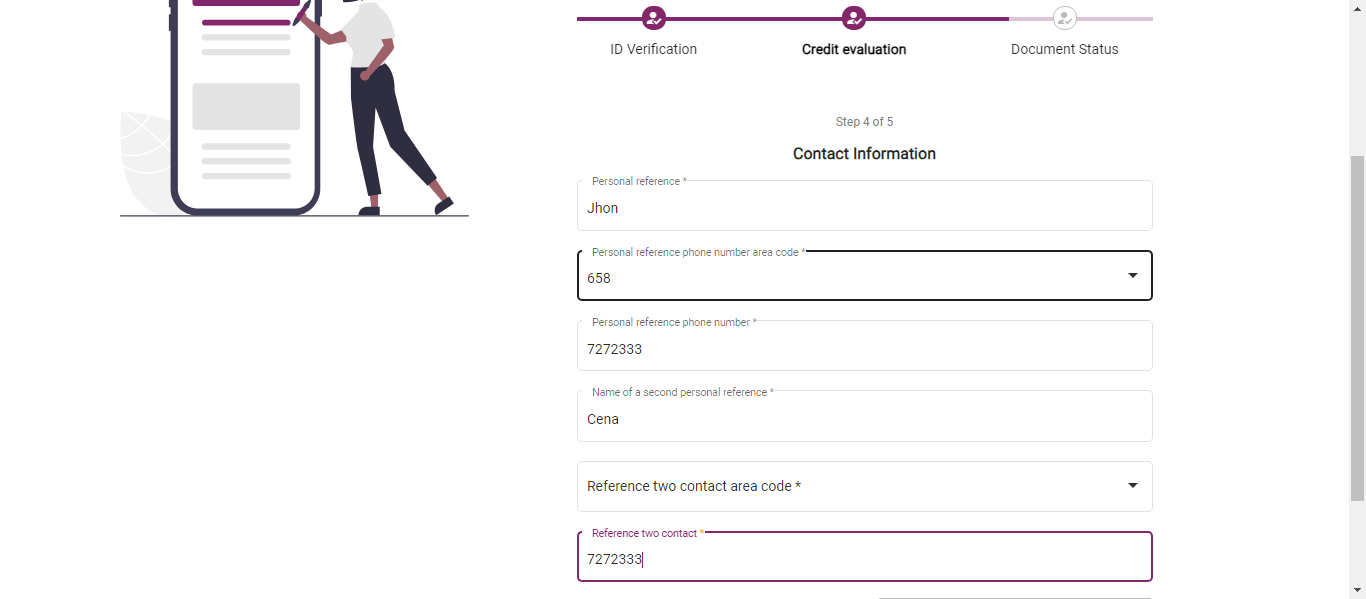 ID Verification
Credit evaluation
Document Status
Step 4 of 5
Contact Information
Personal reference *
Jhon
Personal reference phone number area code *
658
Personal reference phone number *
7272333
Name of a second personal reference *
Cena
Reference two contact area code *
Reference two contact *
7272333